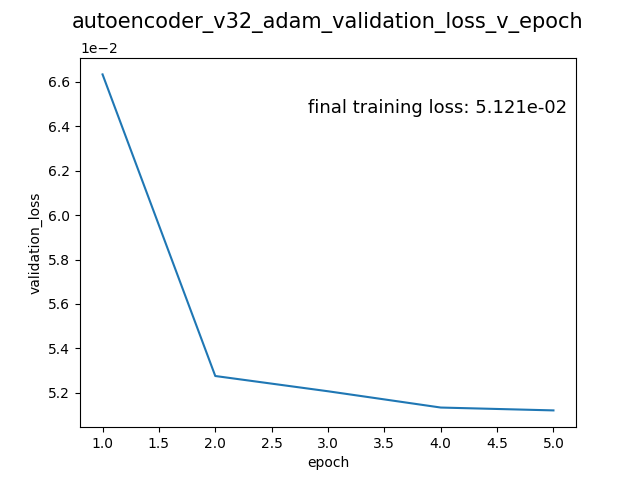 autoencoder_v32_adam_validation_loss_v_epoch
1e−2
final training loss: 5.121e-02
validation_loss
6.6
6.4
6.2
6.0
5.8
5.6
5.4
5.2
1.0 1.5 2.0 2.5 3.0 3.5 4.0 4.5 5.0
epoch